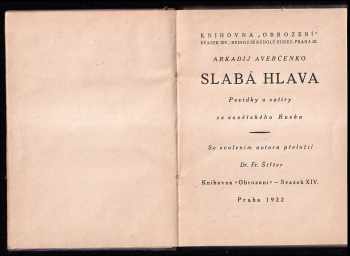 KNIHOVNA „OBROZENÍ"
ARKADIJ AVERČENKO
SLABÁ HLAVA
Povídky a satiry
ze sovětského Ruska
Se svolením autora přeložil
Dr. Fr. Šifter
Knihovna „Obrození" — Svazek XIV.
Praha 1922